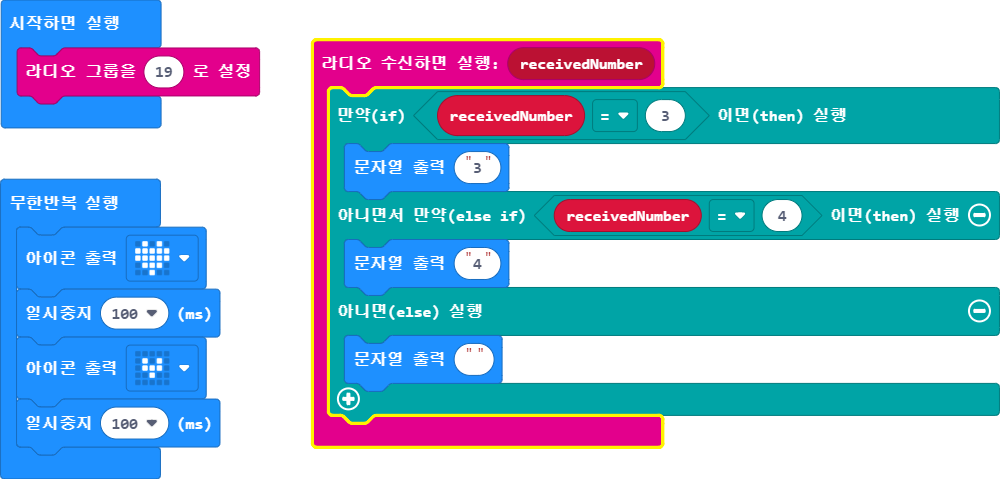 시작하면 실행
라디오 그룹을 19 로 설정
무한반복 실행
아이콘 출력
일시중지 100 (ms)
아이콘 출력
일시중지 100 (ms)
라디오 수신하면 실행: receivedNumber
만약(if) receivedNumber = 3 이면(then) 실행
문자열 출력 "3"
아니면서 만약(else if) receivedNumber = 4 이면(then) 실행
문자열 출력 "4"
아니면(else) 실행
문자열 출력 " "